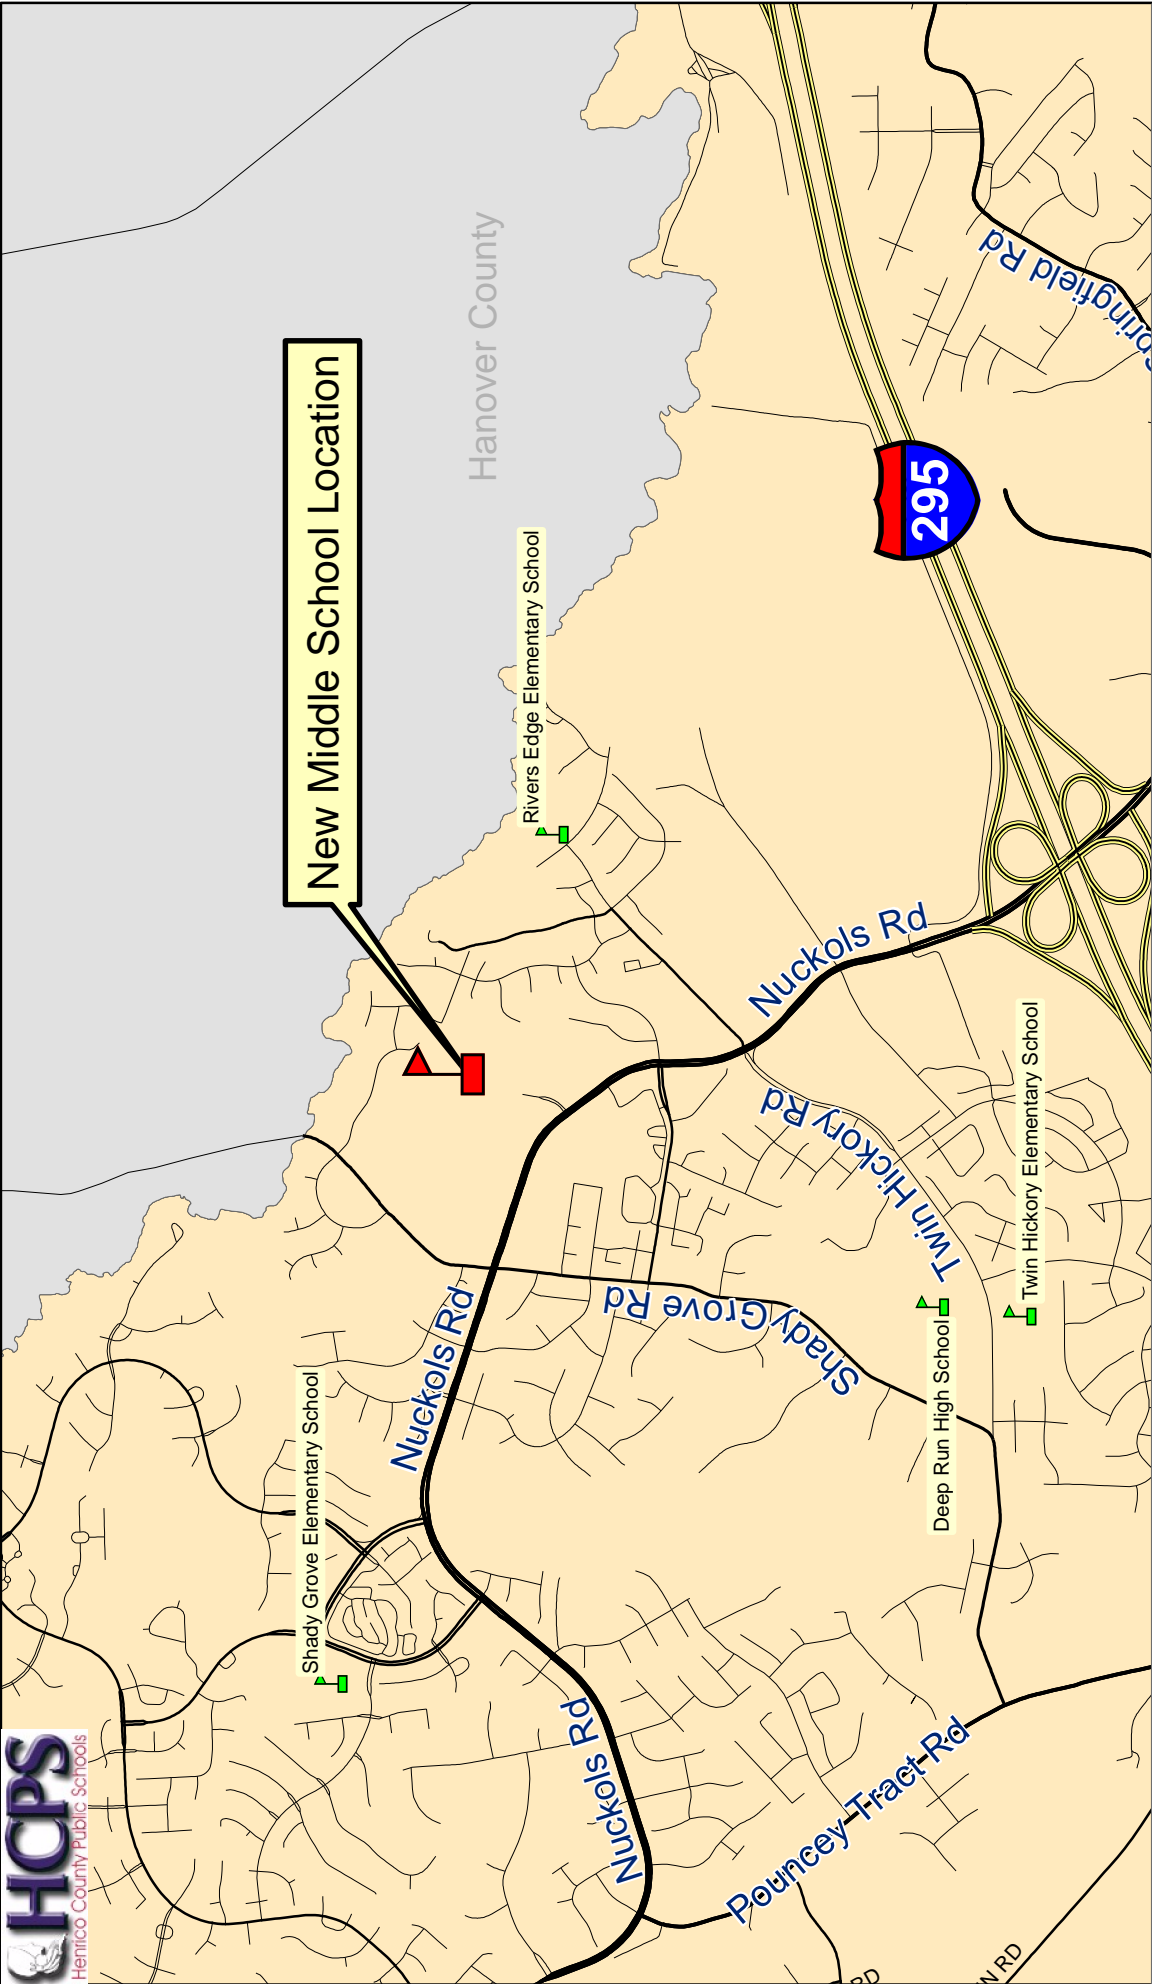 HCPS
Henrico County Public Schools
New Middle School Location
Hanover County
Rivers Edge Elementary School
Shady Grove Elementary School
Deep Run High School
Twin Hickory Elementary School
Nuckols Rd
Nuckols Rd
Nuckols Rd
Shady Grove Rd
Twin Hickory Rd
Pouncey Tract Rd
Springfield Rd
295
RD
N RD